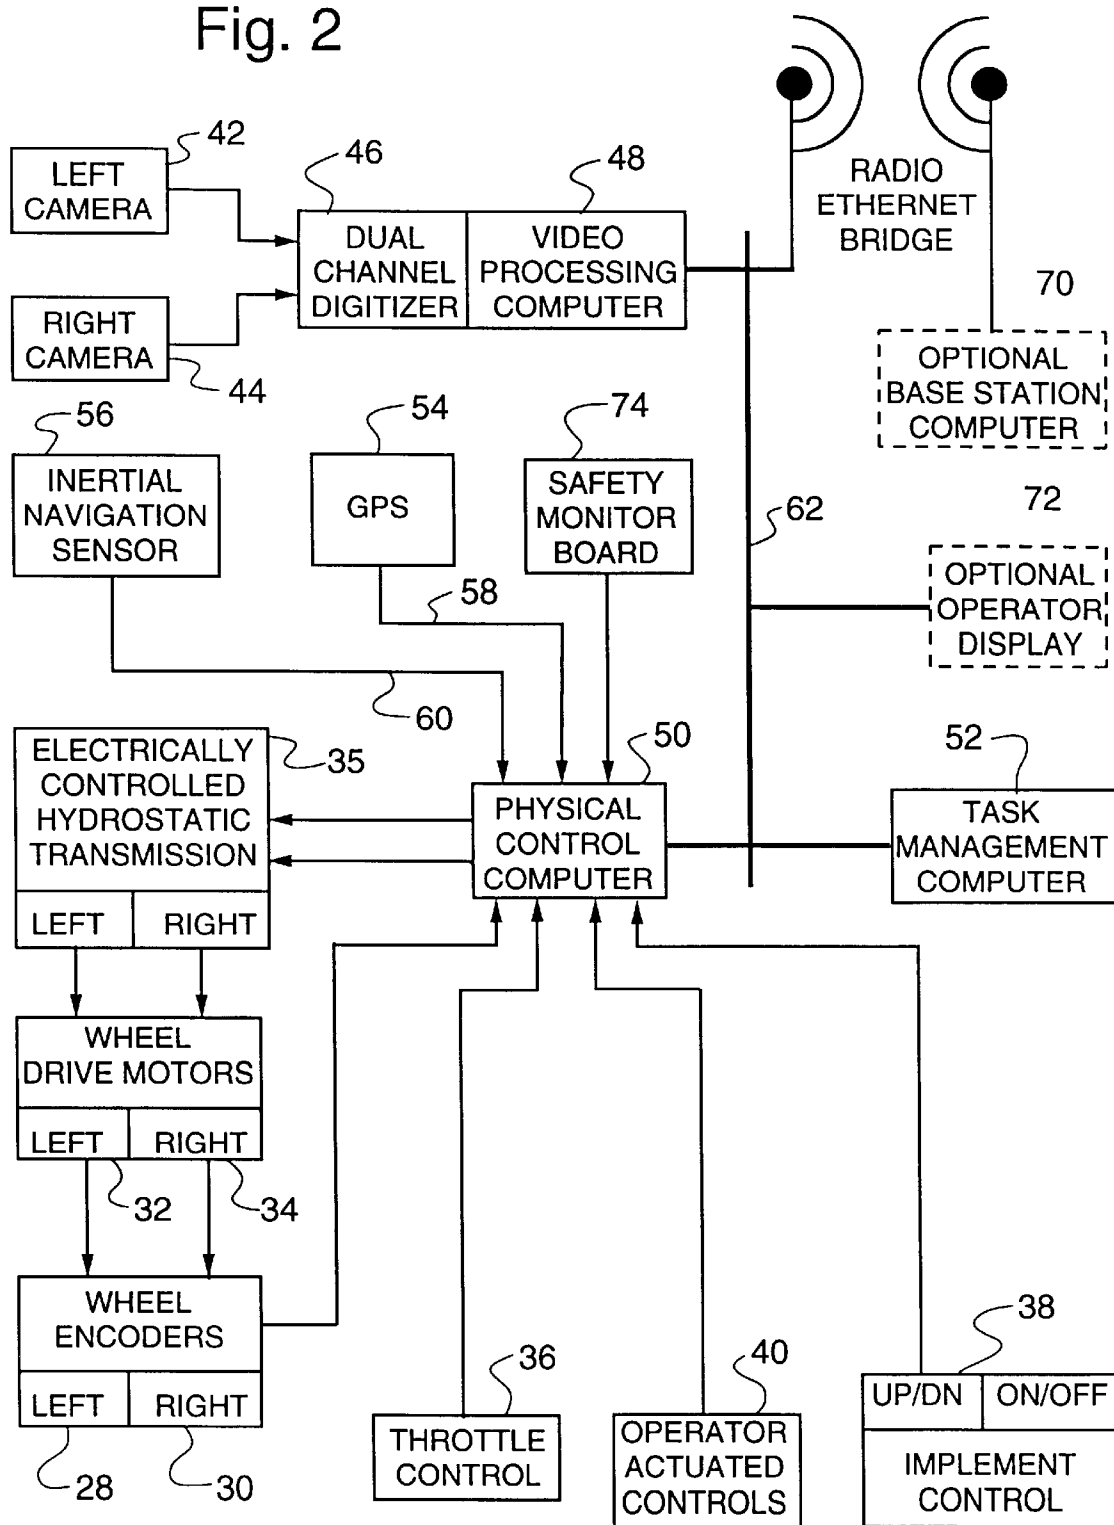 Fig. 2
42
LEFT
CAMERA
46
DUAL
CHANNEL
DIGITIZER
48
VIDEO
PROCESSING
COMPUTER
RADIO
ETHERNET
BRIDGE
RIGHT
CAMERA
44
70
OPTIONAL
BASE STATION
COMPUTER
56
INERTIAL
NAVIGATION
SENSOR
54
GPS
58
74
SAFETY
MONITOR
BOARD
62
72
OPTIONAL
OPERATOR
DISPLAY
60
ELECTRICALLY
CONTROLLED
HYDROSTATIC
TRANSMISSION
35
LEFT
RIGHT
50
PHYSICAL
CONTROL
COMPUTER
52
TASK
MANAGEMENT
COMPUTER
WHEEL
DRIVE MOTORS
LEFT
RIGHT
32
34
WHEEL
ENCODERS
LEFT
RIGHT
28
30
36
THROTTLE
CONTROL
40
OPERATOR
ACTUATED
CONTROLS
38
UP/DN
ON/OFF
IMPLEMENT
CONTROL